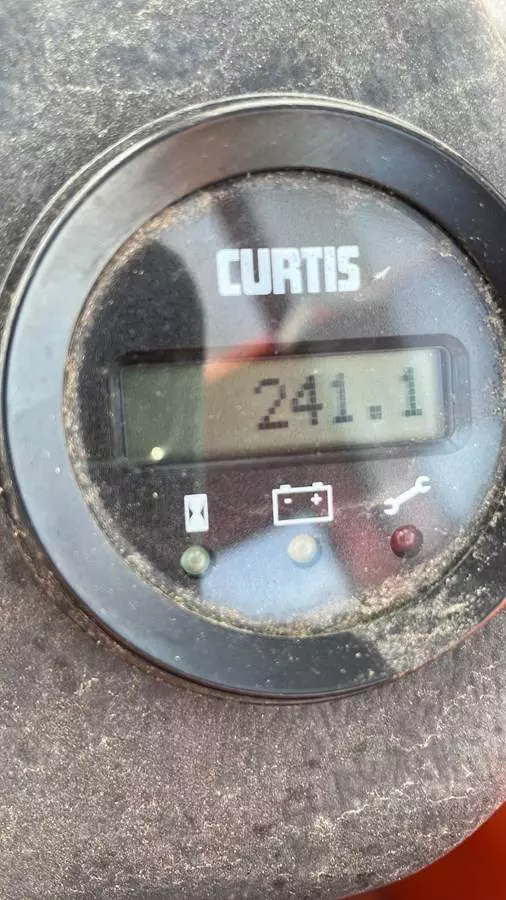 CURTIS
241.1
- +